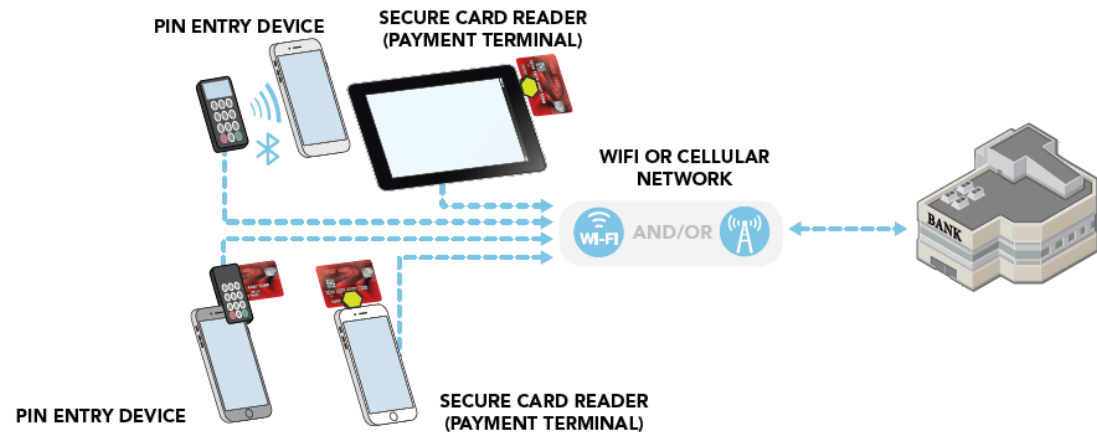 PIN ENTRY DEVICE
SECURE CARD READER
(PAYMENT TERMINAL)
WIFI OR CELLULAR
NETWORK
WI-FI
AND/OR
BANK
PIN ENTRY DEVICE
SECURE CARD READER
(PAYMENT TERMINAL)